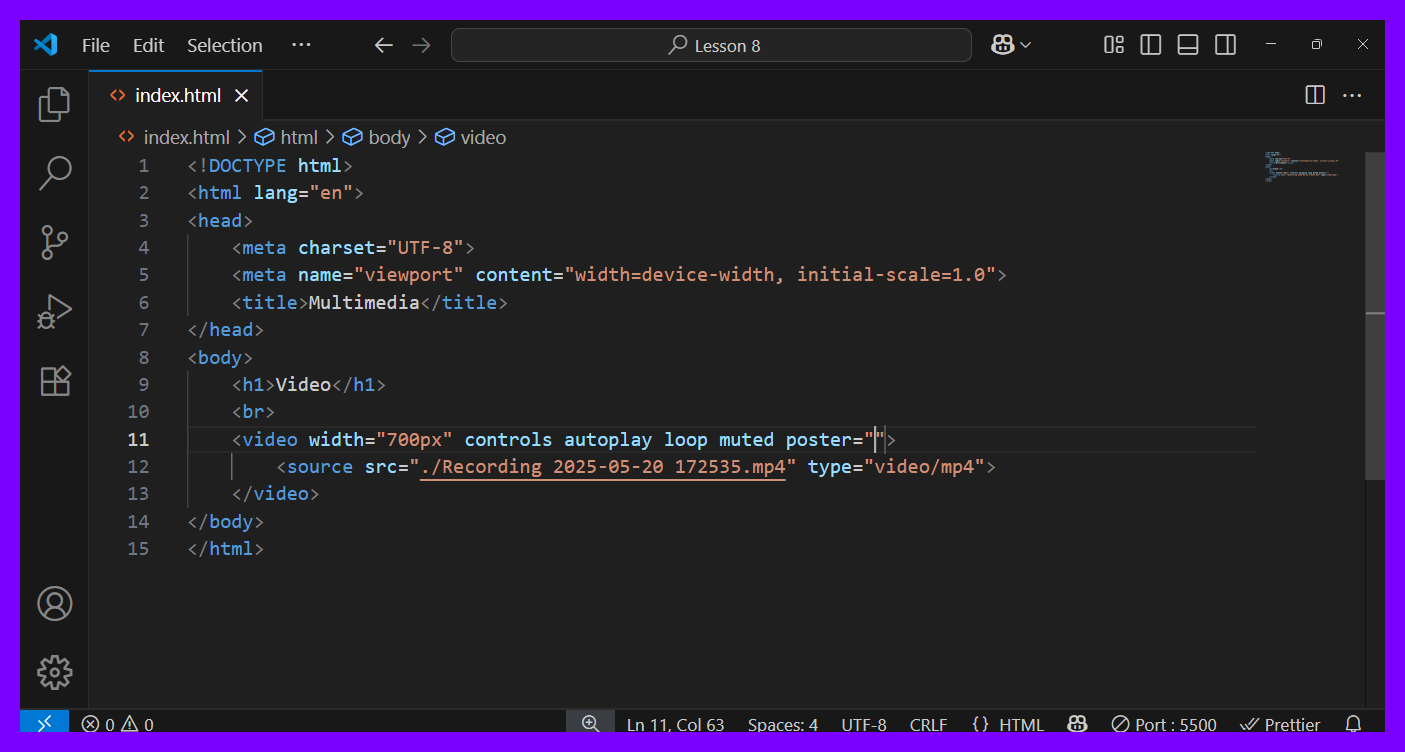 File Edit Selection ··· Lesson 8
index.html
index.html > html > body > video
1 <!DOCTYPE html>
2 <html lang="en">
3 <head>
4 <meta charset="UTF-8">
5 <meta name="viewport" content="width=device-width, initial-scale=1.0">
6 <title>Multimedia</title>
7 </head>
8 <body>
9 <h1>Video</h1>
10 <br>
11 <video width="700px" controls autoplay loop muted poster="">
12 <source src="./Recording 2025-05-20 172535.mp4" type="video/mp4">
13 </video>
14 </body>
15 </html>
0 0 Ln 11, Col 63 Spaces: 4 UTF-8 CRLF {} HTML Port : 5500 Prettier